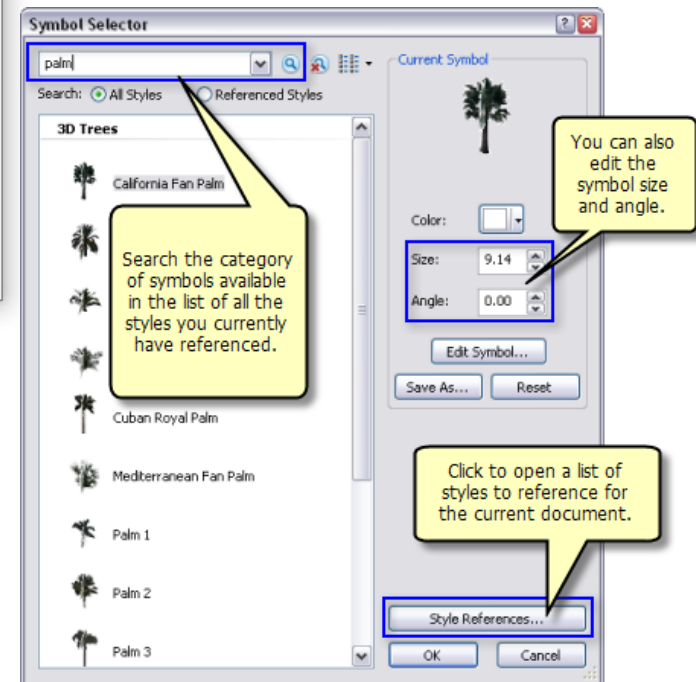 Symbol Selector
palm
Search: All Styles Referenced Styles
3D Trees
California Fan Palm
Search the category
of symbols available
in the list of all the
styles you currently
have referenced.
Cuban Royal Palm
Mediterranean Fan Palm
Palm 1
Palm 2
Palm 3
Current Symbol
You can also
edit the
symbol size
and angle.
Color:
Size: 9.14
Angle: 0.00
Edit Symbol...
Save As... Reset
Click to open a list of
styles to reference for
the current document.
Style References...
OK Cancel